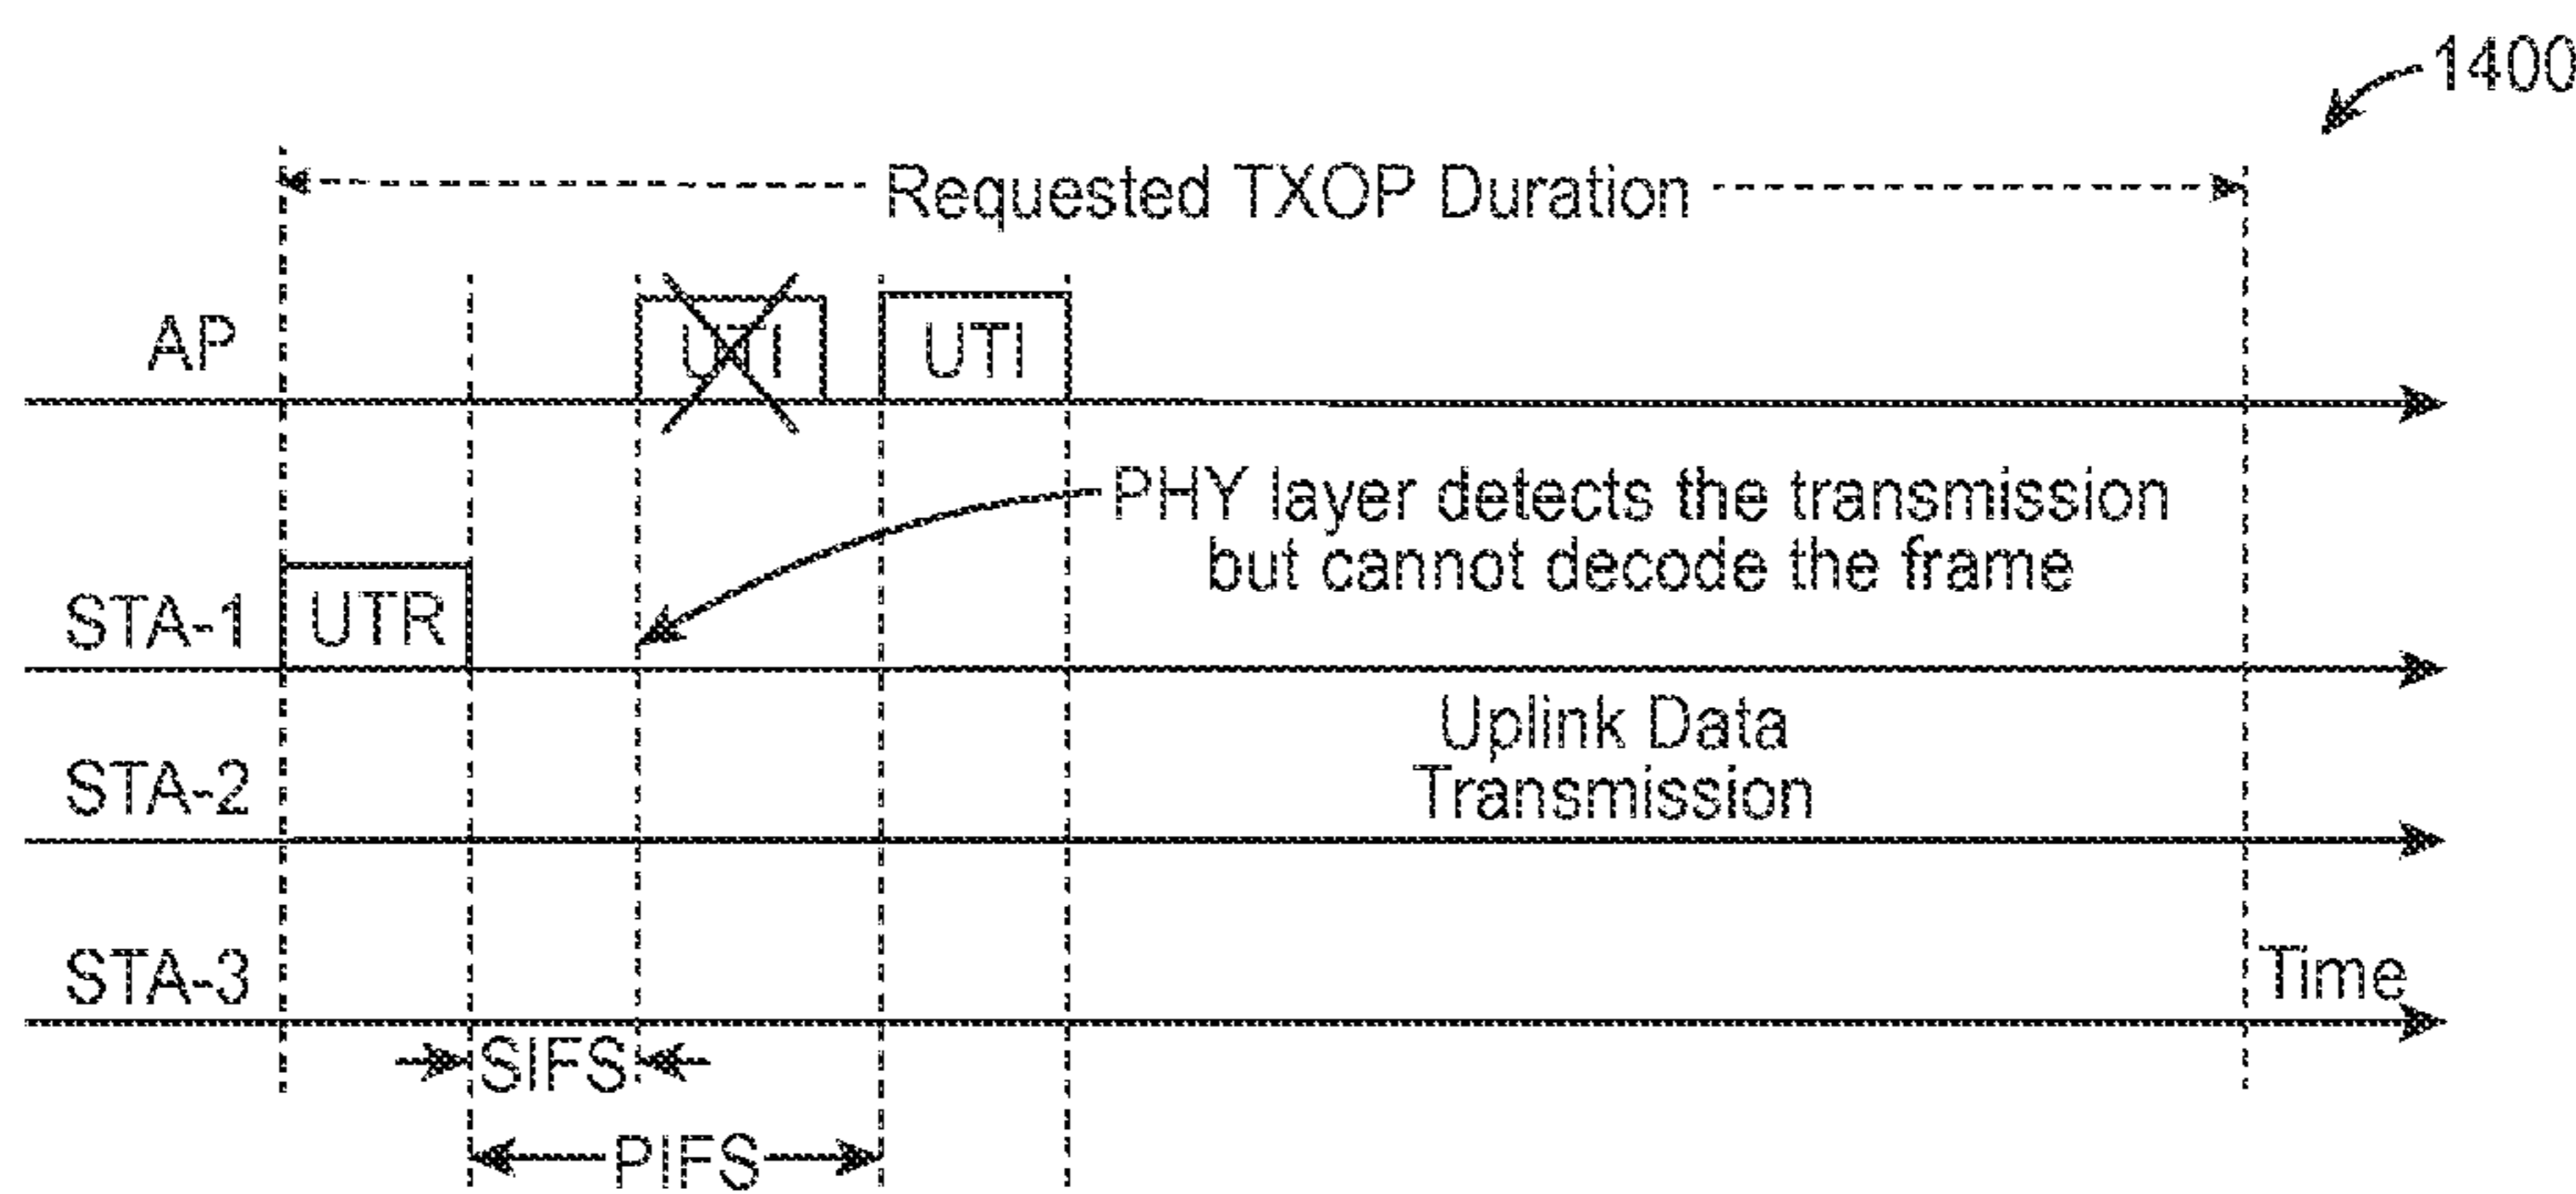 1400
Requested TXOP Duration
AP
UTI
UTI
PHY layer detects the transmission
but cannot decode the frame
STA-1
UTR
Uplink Data
Transmission
STA-2
STA-3
Time
SIFS
PIFS